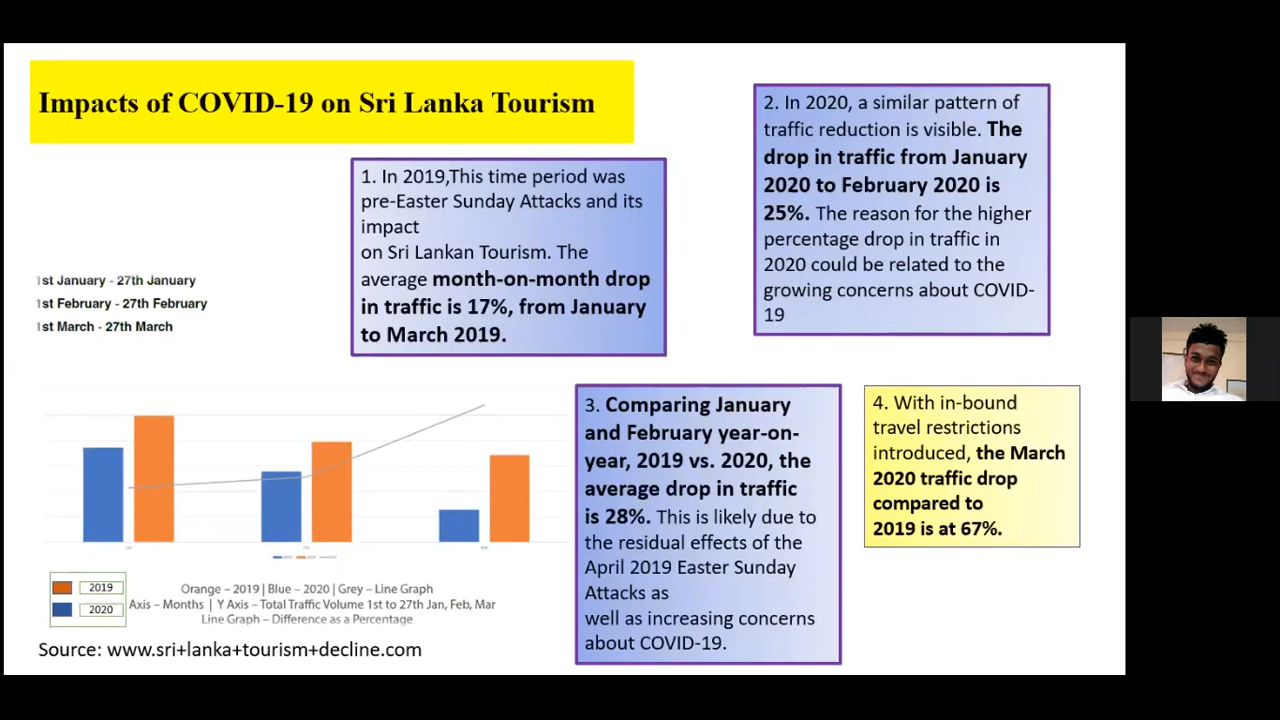 Impacts of COVID-19 on Sri Lanka Tourism
1. In 2019,This time period was
pre-Easter Sunday Attacks and its
impact
on Sri Lankan Tourism. The
average month-on-month drop
in traffic is 17%, from January
to March 2019.
2. In 2020, a similar pattern of
traffic reduction is visible. The
drop in traffic from January
2020 to February 2020 is
25%. The reason for the higher
percentage drop in traffic in
2020 could be related to the
growing concerns about COVID-
19
1st January - 27th January
1st February - 27th February
1st March - 27th March
3. Comparing January
and February year-on-
year, 2019 vs. 2020, the
average drop in traffic
is 28%. This is likely due to
the residual effects of the
April 2019 Easter Sunday
Attacks as
well as increasing concerns
about COVID-19.
4. With in-bound
travel restrictions
introduced, the March
2020 traffic drop
compared to
2019 is at 67%.
2019
2020
Orange – 2019 | Blue – 2020 | Grey – Line Graph
Axis – Months | Y Axis – Total Traffic Volume 1st to 27th Jan, Feb, Mar
Line Graph – Difference as a Percentage
Source: www.sri+lanka+tourism+decline.com